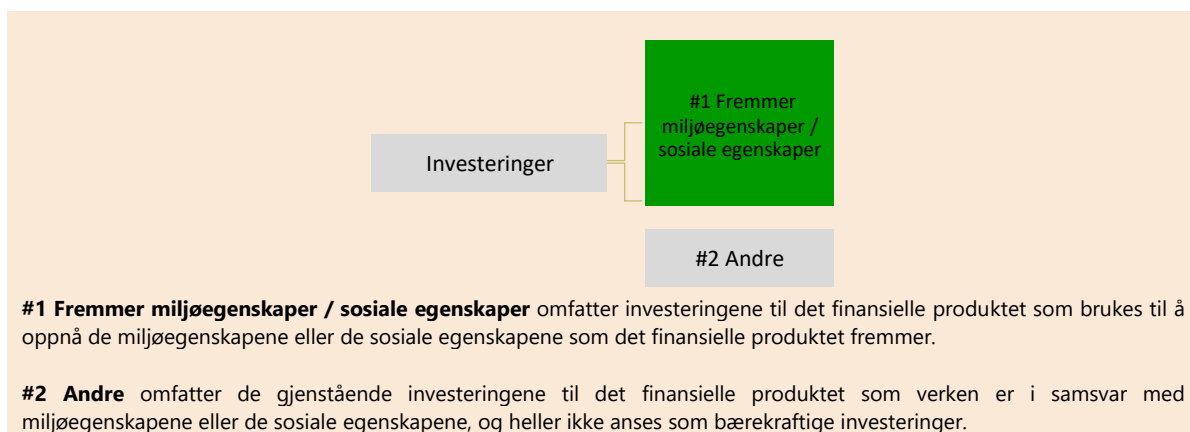 #1 Fremmer
miljøegenskaper /
sosiale egenskaper
Investeringer
#2 Andre
#1 Fremmer miljøegenskaper / sosiale egenskaper omfatter investeringene til det finansielle produktet som brukes til å
oppnå de miljøegenskapene eller de sosiale egenskapene som det finansielle produktet fremmer.
#2 Andre omfatter de gjenstående investeringene til det finansielle produktet som verken er i samsvar med
miljøegenskapene eller de sosiale egenskapene, og heller ikke anses som bærekraftige investeringer.